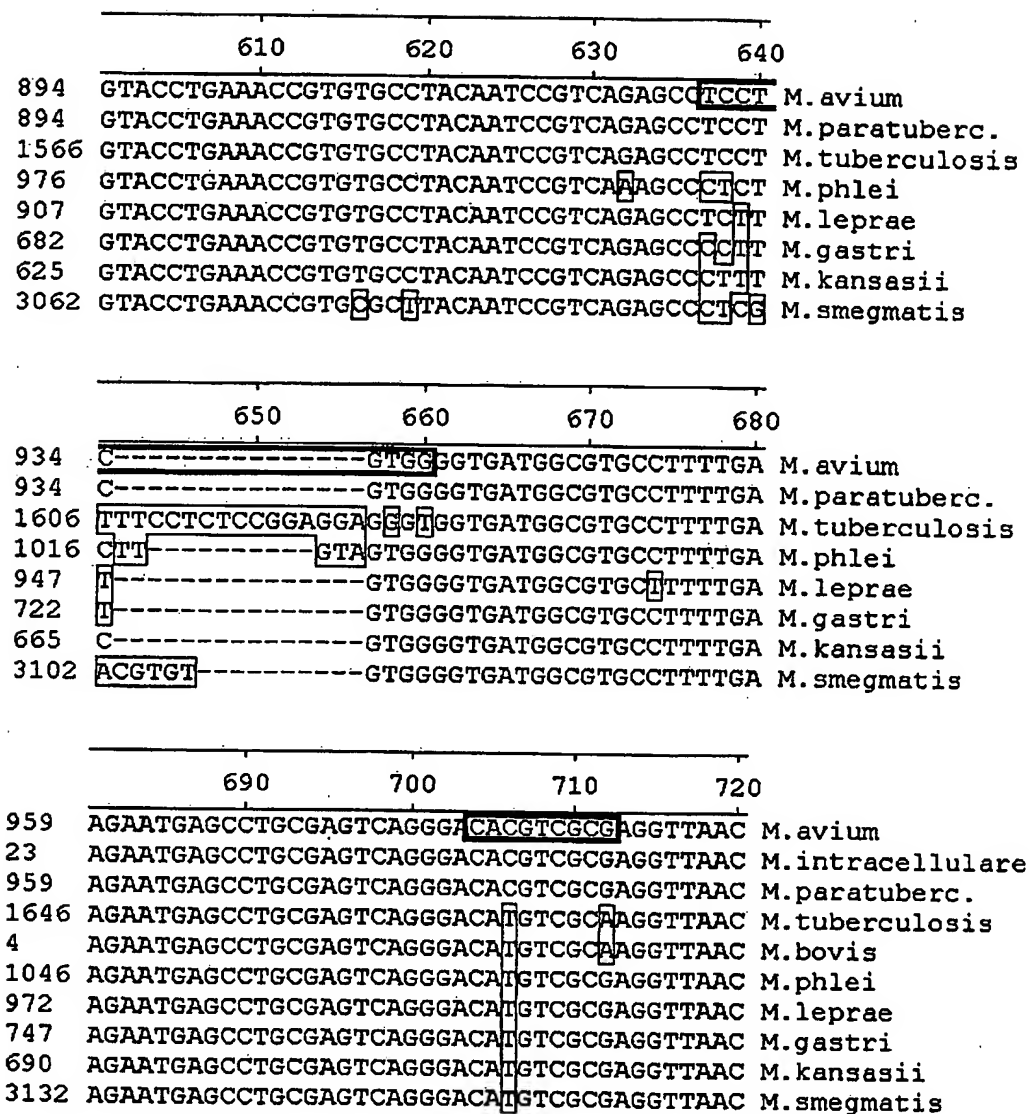 610 620 630 640
894 GTACCTGAAACCGTGTGCCTACAATCCGTCAGAGCCTCCT M.avium
894 GTACCTGAAACCGTGTGCCTACAATCCGTCAGAGCCTCCT M.paratuberc.
1566 GTACCTGAAACCGTGTGCCTACAATCCGTCAGAGCCTCCT M.tuberculosis
976 GTACCTGAAACCGTGTGCCTACAATCCGTCAAAGCCCTCT M.phlei
907 GTACCTGAAACCGTGTGCCTACAATCCGTCAGAGCCTCTT M.leprae
682 GTACCTGAAACCGTGTGCCTACAATCCGTCAGAGCCCCTT M.gastri
625 GTACCTGAAACCGTGTGCCTACAATCCGTCAGAGCCCTTT M.kansasii
3062 GTACCTGAAACCGTGCGCTTACAATCCGTCAGAGCCCTCG M.smegmatis
650 660 670 680
934 C---------------GTGGGGTGATGGCGTGCCTTTTGA M.avium
934 C---------------GTGGGGTGATGGCGTGCCTTTTGA M.paratuberc.
1606 TTTCCTCTCCGGAGGAGGGTGGTGATGGCGTGCCTTTTGA M.tuberculosis
1016 CTT----------GTAGTGGGGTGATGGCGTGCCTTTTGA M.phlei
947 T---------------GTGGGGTGATGGCGTGCTTTTTGA M.leprae
722 T---------------GTGGGGTGATGGCGTGCCTTTTGA M.gastri
665 C---------------GTGGGGTGATGGCGTGCCTTTTGA M.kansasii
3102 ACGTGT----------GTGGGGTGATGGCGTGCCTTTTGA M.smegmatis
690 700 710 720
959 AGAATGAGCCTGCGAGTCAGGGACACGTCGCGAGGTTAAC M.avium
23 AGAATGAGCCTGCGAGTCAGGGACACGTCGCGAGGTTAAC M.intracellulare
959 AGAATGAGCCTGCGAGTCAGGGACACGTCGCGAGGTTAAC M.paratuberc.
1646 AGAATGAGCCTGCGAGTCAGGGACATGTCGCAAGGTTAAC M.tuberculosis
4 AGAATGAGCCTGCGAGTCAGGGACATGTCGCAAGGTTAAC M.bovis
1046 AGAATGAGCCTGCGAGTCAGGGACATGTCGCGAGGTTAAC M.phlei
972 AGAATGAGCCTGCGAGTCAGGGACATGTCGCGAGGTTAAC M.leprae
747 AGAATGAGCCTGCGAGTCAGGGACATGTCGCGAGGTTAAC M.gastri
690 AGAATGAGCCTGCGAGTCAGGGACATGTCGCGAGGTTAAC M.kansasii
3132 AGAATGAGCCTGCGAGTCAGGGACATGTCGCGAGGTTAAC M.smegmatis